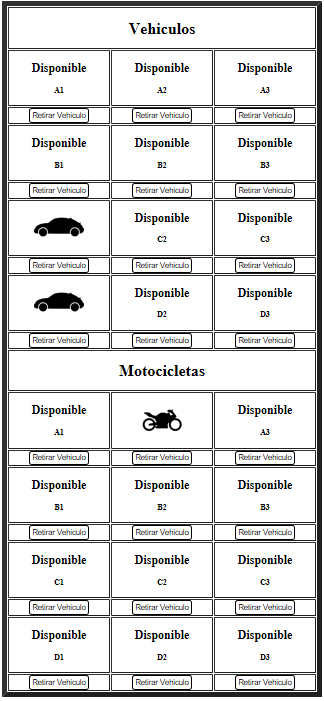 Vehiculos
Disponible Disponible Disponible
A1 A2 A3
Retirar Vehiculo Retirar Vehiculo Retirar Vehiculo
Disponible Disponible Disponible
B1 B2 B3
Retirar Vehiculo Retirar Vehiculo Retirar Vehiculo
Disponible Disponible
C2 C3
Retirar Vehiculo Retirar Vehiculo Retirar Vehiculo
Disponible Disponible
D2 D3
Retirar Vehiculo Retirar Vehiculo Retirar Vehiculo
Motocicletas
Disponible Disponible
A1 A3
Retirar Vehiculo Retirar Vehiculo Retirar Vehiculo
Disponible Disponible Disponible
B1 B2 B3
Retirar Vehiculo Retirar Vehiculo Retirar Vehiculo
Disponible Disponible Disponible
C1 C2 C3
Retirar Vehiculo Retirar Vehiculo Retirar Vehiculo
Disponible Disponible Disponible
D1 D2 D3
Retirar Vehiculo Retirar Vehiculo Retirar Vehiculo